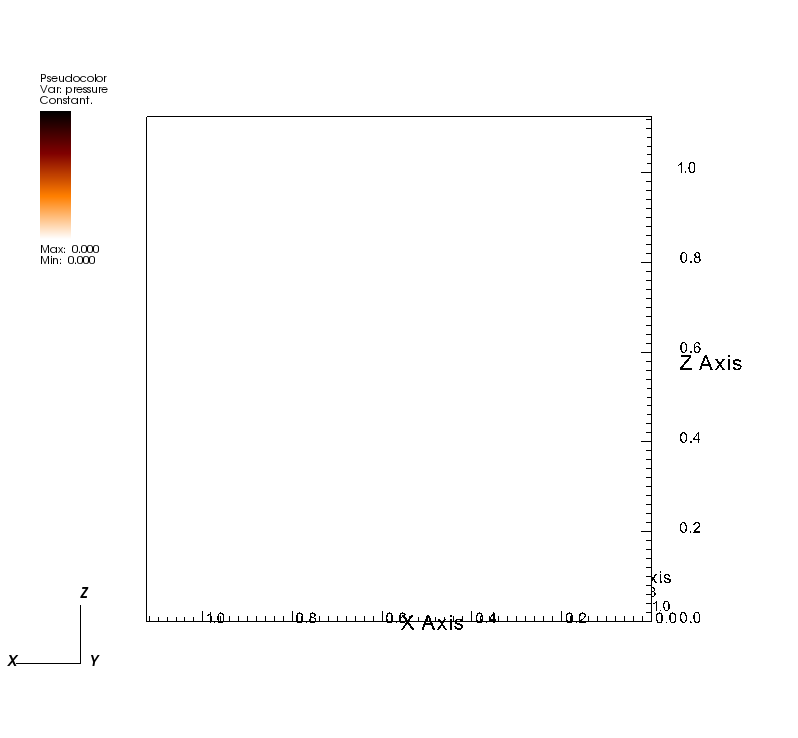 Pseudocolor
Var: pressure
Constant.
Max: 0.000
Min: 0.000
1.0
0.8
0.6
Z Axis
0.4
0.2
xis
1.0
1.0 0.8 0.6 0.4 0.2 0.0 0.0
X Axis
Z
X Y